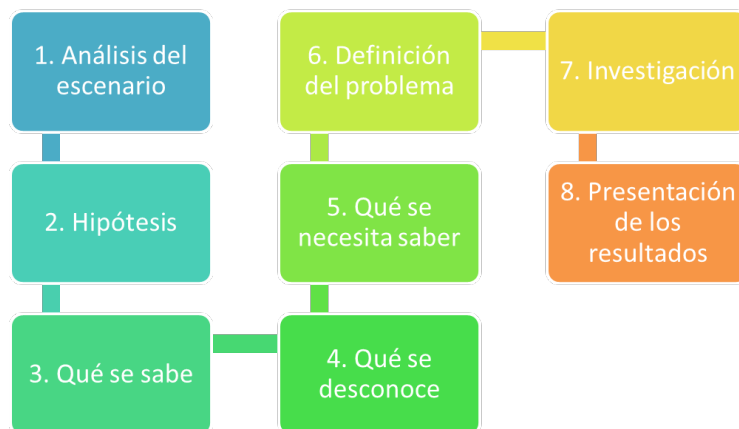 1. Análisis del
escenario
2. Hipótesis
3. Qué se sabe
4. Qué se
desconoce
5. Qué se
necesita saber
6. Definición
del problema
7. Investigación
8. Presentación
de los
resultados